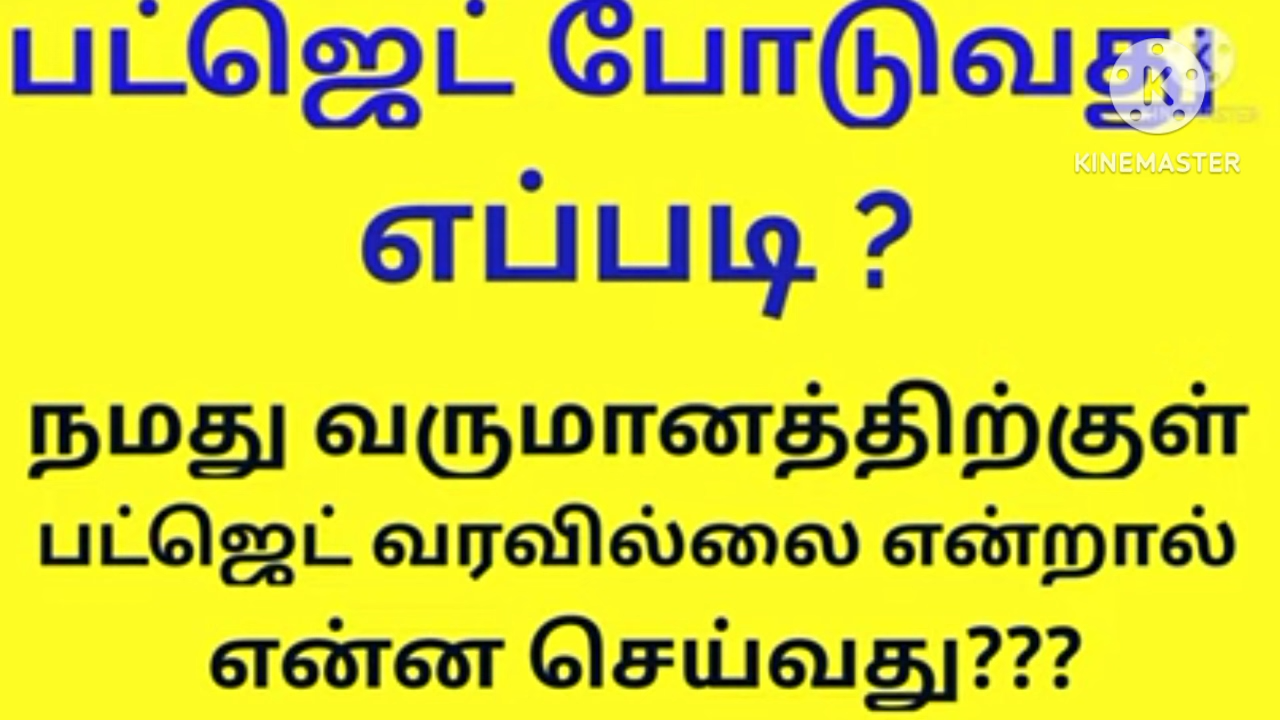 பட்ஜெட் போடுவது
எப்படி ?
நமது வருமானத்திற்குள்
பட்ஜெட் வரவில்லை என்றால்
என்ன செய்வது???
K
KINEMASTER